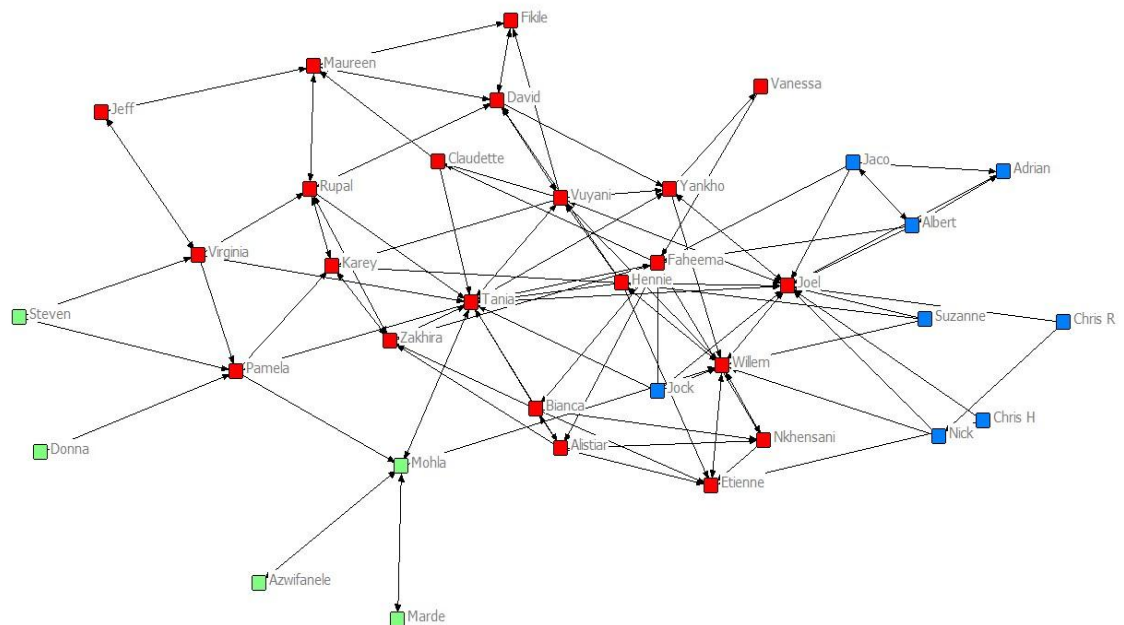 Fikile
Maureen
Vanessa
David
Jeff
Claudette
Jaco
Adrian
Rupal
Vuyani
Yankho
Albert
Virginia
Karey
Faheema
Hennie
Joel
Tania
Steven
Suzanne
Chris R
Zakhira
Pamela
Willem
Jock
Bianca
Chris H
Nick
Nkhensani
Alistiar
Donna
Mohla
Etienne
Azwifanele
Marde